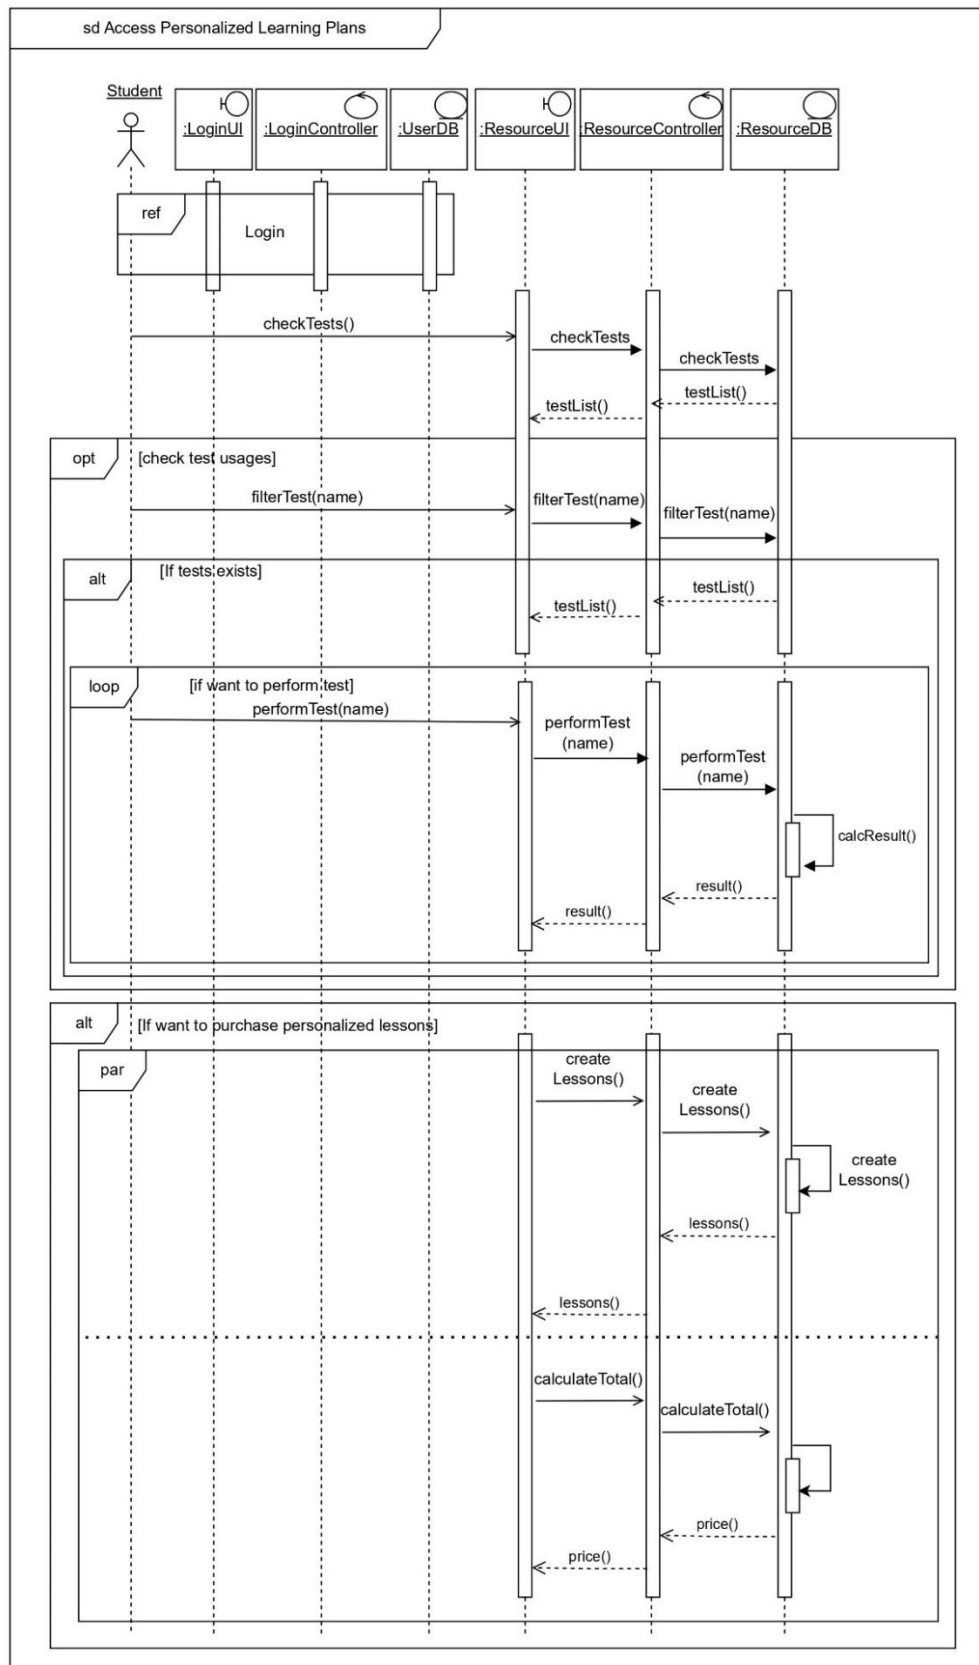 sd Access Personalized Learning Plans
Student
:LoginUI
:LoginController
:UserDB
:ResourceUI
:ResourceController
:ResourceDB
ref
Login
checkTests()
checkTests
checkTests
testList()
testList()
opt
[check test usages]
filterTest(name)
filterTest(name)
filterTest(name)
alt
[If tests exists]
testList()
testList()
loop
[if want to perform test]
performTest(name)
performTest
(name)
performTest
(name)
calcResult()
result()
result()
alt
[If want to purchase personalized lessons]
par
create
Lessons()
create
Lessons()
create
Lessons()
lessons()
lessons()
calculateTotal()
calculateTotal()
price()
price()